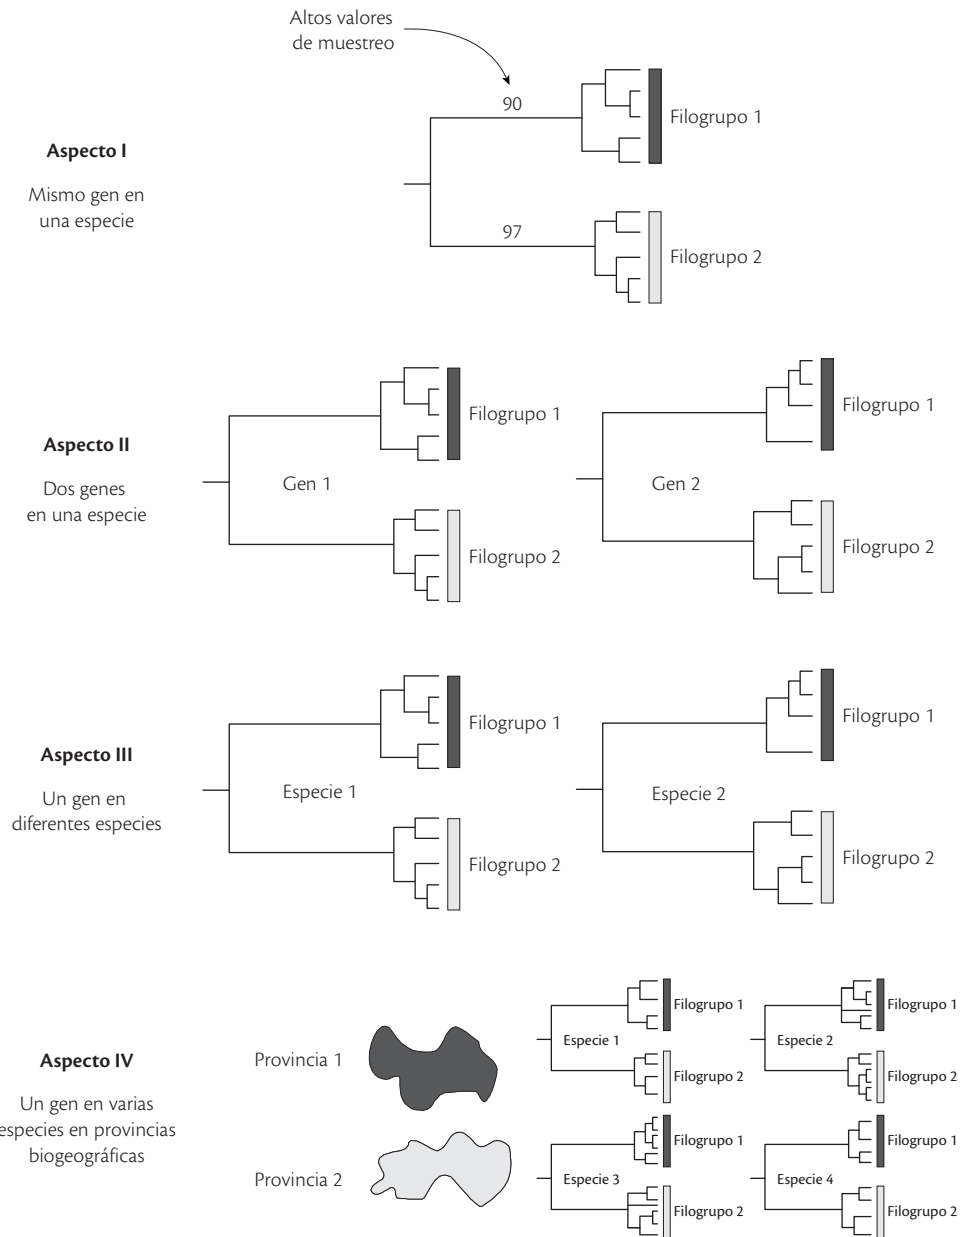 Altos valores
de muestreo
90
Filogrupo 1
Aspecto I
Mismo gen en
una especie
97
Filogrupo 2
Aspecto II
Dos genes
en una especie
Filogrupo 1
Gen 1
Filogrupo 2
Filogrupo 1
Gen 2
Filogrupo 2
Aspecto III
Un gen en
diferentes especies
Filogrupo 1
Especie 1
Filogrupo 2
Filogrupo 1
Especie 2
Filogrupo 2
Aspecto IV
Un gen en varias
especies en provincias
biogeográficas
Provincia 1
Provincia 2
Filogrupo 1
Especie 1
Filogrupo 2
Filogrupo 1
Especie 2
Filogrupo 2
Filogrupo 1
Especie 3
Filogrupo 2
Filogrupo 1
Especie 4
Filogrupo 2